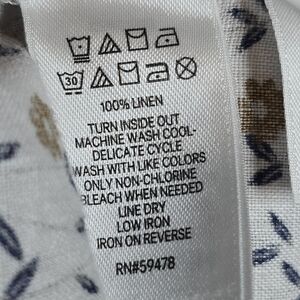 30
100% LINEN
TURN INSIDE OUT
MACHINE WASH COOL-
DELICATE CYCLE
WASH WITH LIKE COLORS
ONLY NON-CHLORINE
BLEACH WHEN NEEDED
LINE DRY
LOW IRON
IRON ON REVERSE
RN#59478